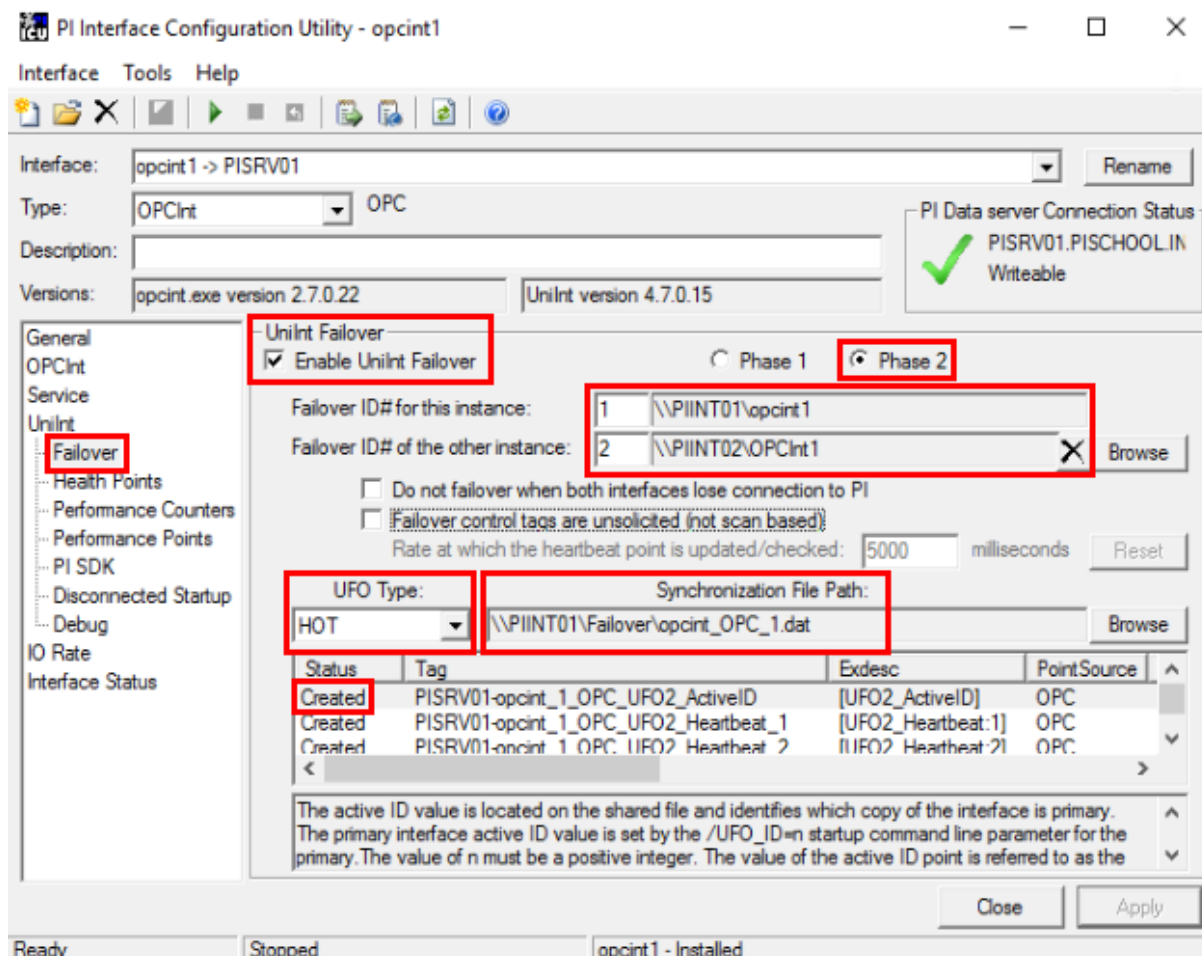 PI Interface Configuration Utility - opcint1
Interface Tools Help
Interface: opcint1 -> PISRV01 Rename
Type: OPCInt OPC
PI Data server Connection Status
PISRV01.PISCHOOL.IN
Writeable
Description:
Versions: opcint.exe version 2.7.0.22 UniInt version 4.7.0.15
General
OPCInt
Service
UniInt
Failover
Health Points
Performance Counters
Performance Points
PI SDK
Disconnected Startup
Debug
IO Rate
Interface Status
UniInt Failover
Enable UniInt Failover Phase 1 Phase 2
Failover ID# for this instance: 1 \\PIINT01\opcint1
Failover ID# of the other instance: 2 \\PIINT02\OPCInt1 Browse
Do not failover when both interfaces lose connection to PI
Failover control tags are unsolicited (not scan based)
Rate at which the heartbeat point is updated/checked: 5000 milliseconds Reset
UFO Type: Synchronization File Path:
HOT \\PIINT01\Failover\opcint_OPC_1.dat Browse
Status Tag Exdesc PointSource
Created PISRV01-opcint_1_OPC_UFO2_ActiveID [UFO2_ActiveID] OPC
Created PISRV01-opcint_1_OPC_UFO2_Heartbeat_1 [UFO2_Heartbeat:1] OPC
Created PISRV01-opcint_1_OPC_UFO2_Heartbeat_2 [UFO2_Heartbeat:2] OPC
The active ID value is located on the shared file and identifies which copy of the interface is primary.
The primary interface active ID value is set by the /UFO_ID=n startup command line parameter for the
primary.The value of n must be a positive integer. The value of the active ID point is referred to as the
Close Apply
Ready Stopped opcint1 - Installed